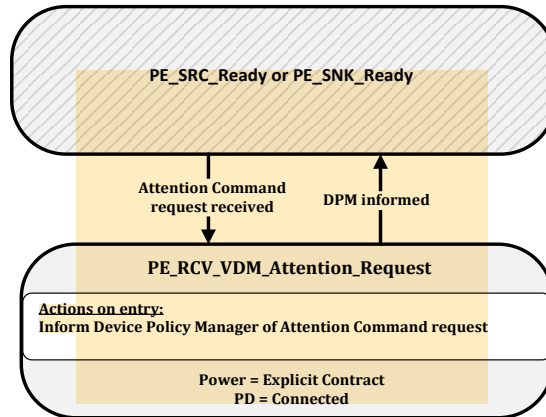 PE_SRC_Ready or PE_SNK_Ready
Attention Command
request received
DPM informed
PE_RCV_VDM_Attention_Request
Actions on entry:
Inform Device Policy Manager of Attention Command request
Power = Explicit Contract
PD = Connected